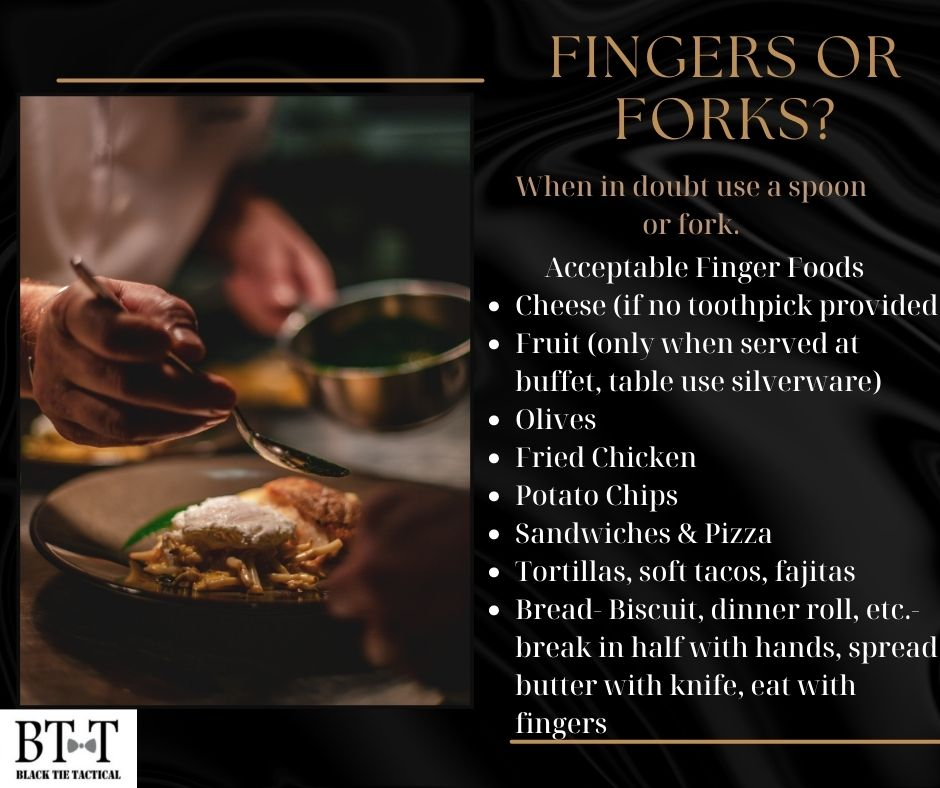 FINGERS OR
FORKS?
When in doubt use a spoon
or fork.
Acceptable Finger Foods
• Cheese (if no toothpick provided
• Fruit (only when served at
buffet, table use silverware)
• Olives
• Fried Chicken
• Potato Chips
• Sandwiches & Pizza
• Tortillas, soft tacos, fajitas
• Bread- Biscuit, dinner roll, etc.-
break in half with hands, spread
butter with knife, eat with
fingers
BT T
BLACK TIE TACTICAL